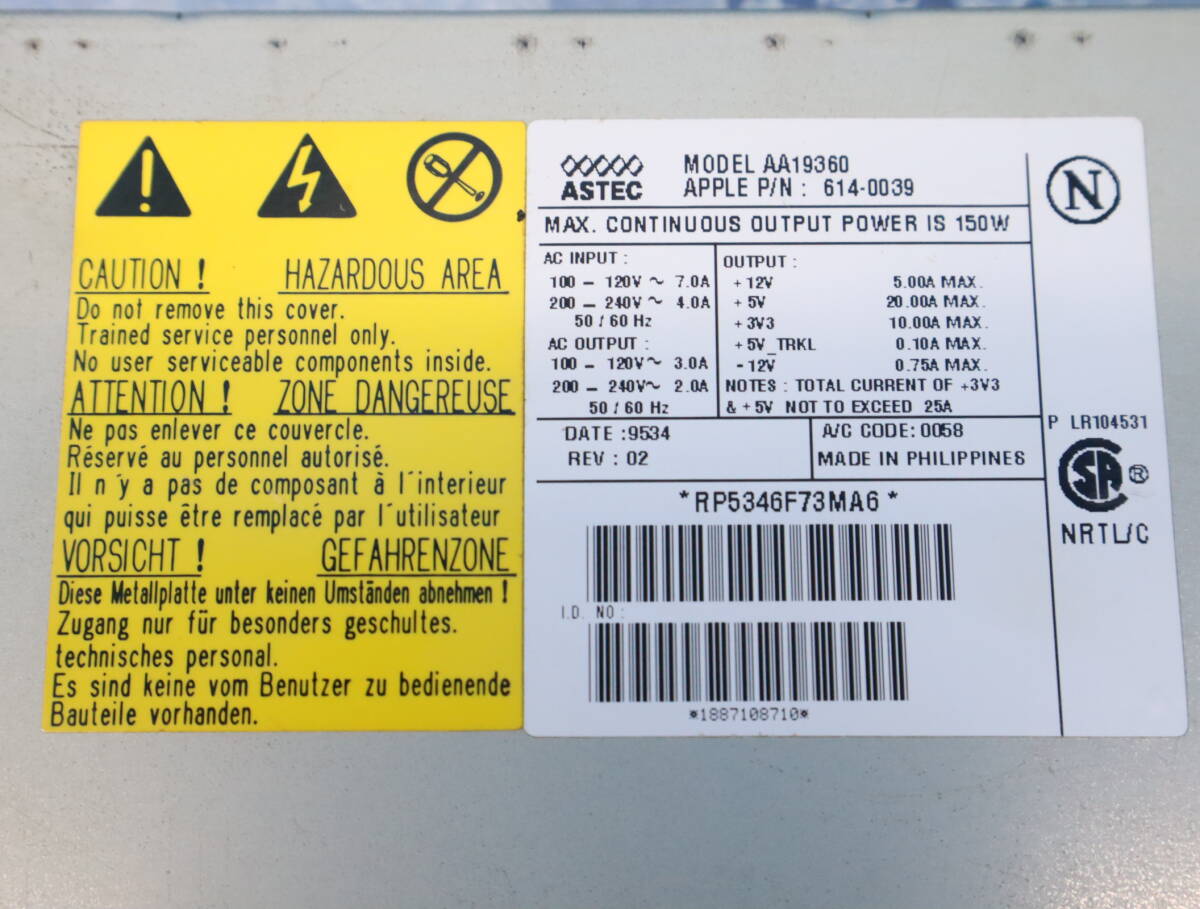 CAUTION ! HAZARDOUS AREA
Do not remove this cover.
Trained service personnel only.
No user serviceable components inside.
ATTENTION ! ZONE DANGEREUSE
Ne pas enlever ce couvercle.
Réservé au personnel autorisé.
Il n´y a pas de composant à l´interieur
qui puisse être remplacé par l´utilisateur
VORSICHT ! GEFAHRENZONE
Diese Metallplatte unter keinen Umständen abnehmen !
Zugang nur für besonders geschultes.
technisches personal.
Es sind keine vom Benutzer zu bedienende
Bauteile vorhanden.
ASTEC
MODEL AA19360
APPLE P/N : 614-0039
MAX. CONTINUOUS OUTPUT POWER IS 150W
AC INPUT :
100 – 120V ~ 7.0A
200 – 240V ~ 4.0A
50 / 60 Hz
AC OUTPUT :
100 – 120V ~ 3.0A
200 – 240V ~ 2.0A
50 / 60 Hz
OUTPUT :
+ 12V 5.00A MAX.
+ 5V 20.00A MAX.
+ 3V3 10.00A MAX.
+ 5V_TRKL 0.10A MAX.
- 12V 0.75A MAX.
NOTES : TOTAL CURRENT OF +3V3
& + 5V NOT TO EXCEED 25A
DATE :9534
REV : 02
A/C CODE: 0058
MADE IN PHILIPPINES
*RP5346F73MA6*
I.D. NO :
*1887108710*
N
P LR104531
SA ®
NRTL/C